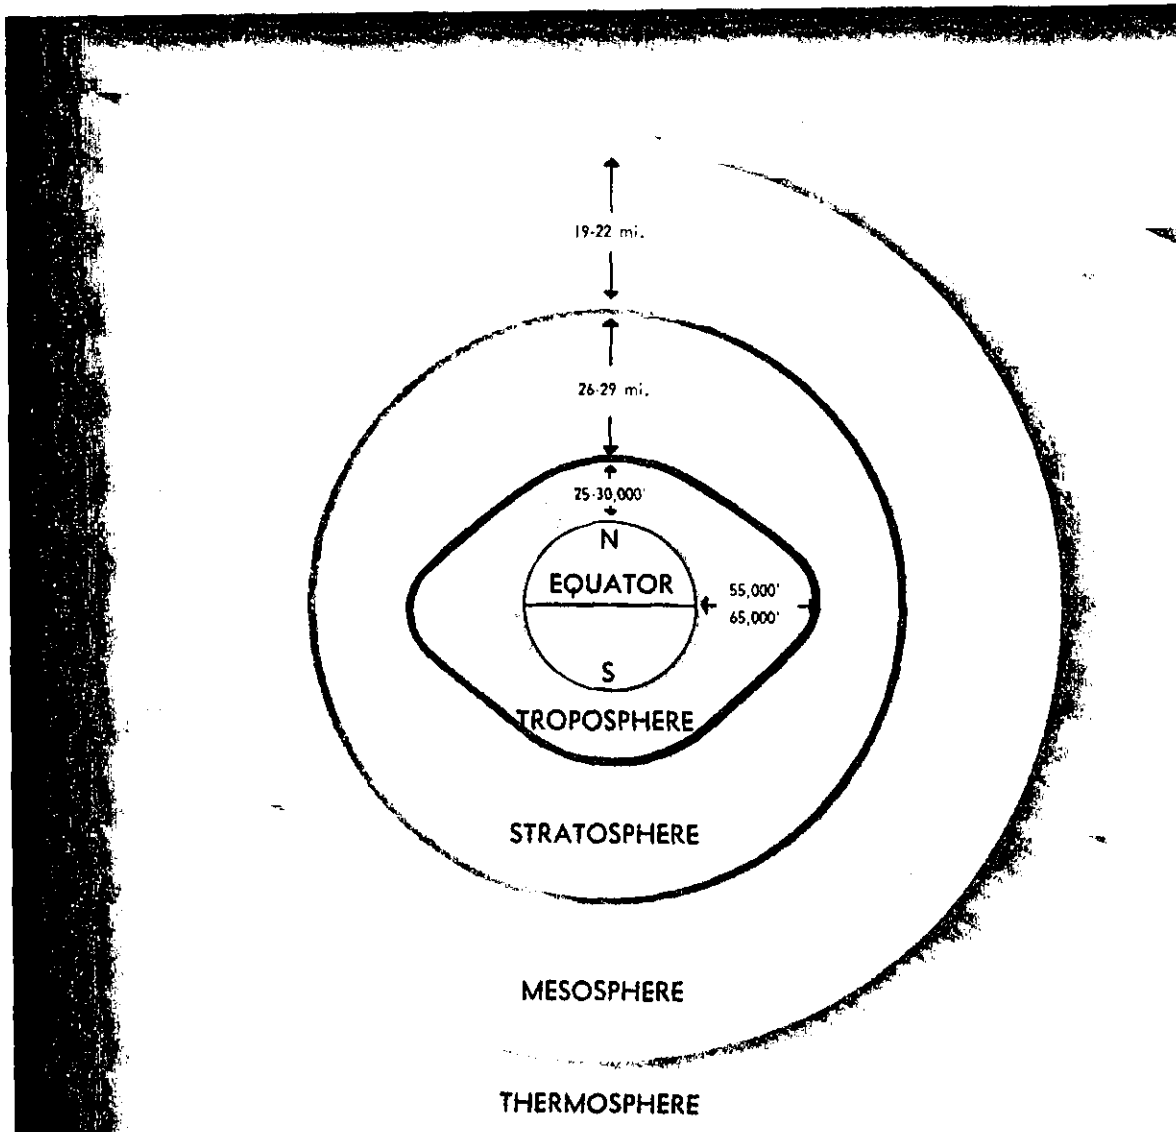 19-22 mi.
26-29 mi.
25-30,000'
N
EQUATOR
55,000'
65,000'
S
TROPOSPHERE
STRATOSPHERE
MESOSPHERE
THERMOSPHERE